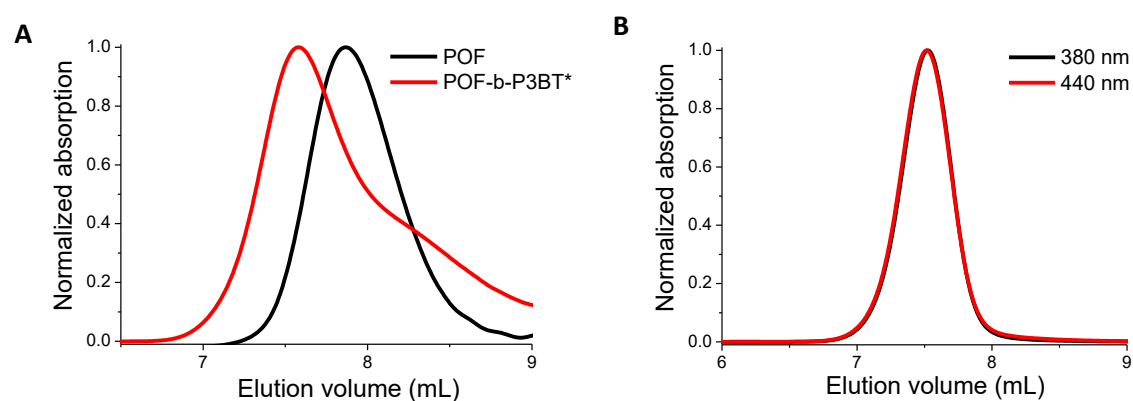 A
Normalized absorption
1.0
0.8
0.6
0.4
0.2
0.0
POF
POF-b-P3BT*
7
8
9
Elution volume (mL)
B
Normalized absorption
1.0
0.8
0.6
0.4
0.2
0.0
380 nm
440 nm
6
7
8
9
Elution volume (mL)